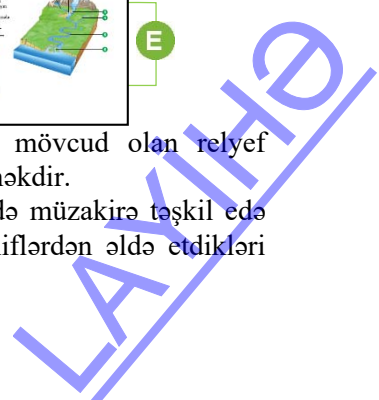 E
mövcud olan relyef
əkdir.
də müzakirə təşkil edə
iflərdən əldə etdikləri
LAYİHƏ